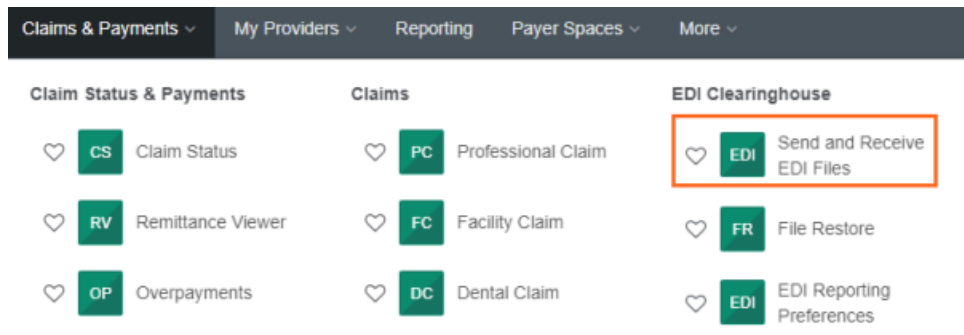 Claims & Payments My Providers Reporting Payer Spaces More
Claim Status & Payments Claims EDI Clearinghouse
CS Claim Status PC Professional Claim EDI Send and Receive
EDI Files
RV Remittance Viewer FC Facility Claim FR File Restore
OP Overpayments DC Dental Claim EDI EDI Reporting
Preferences